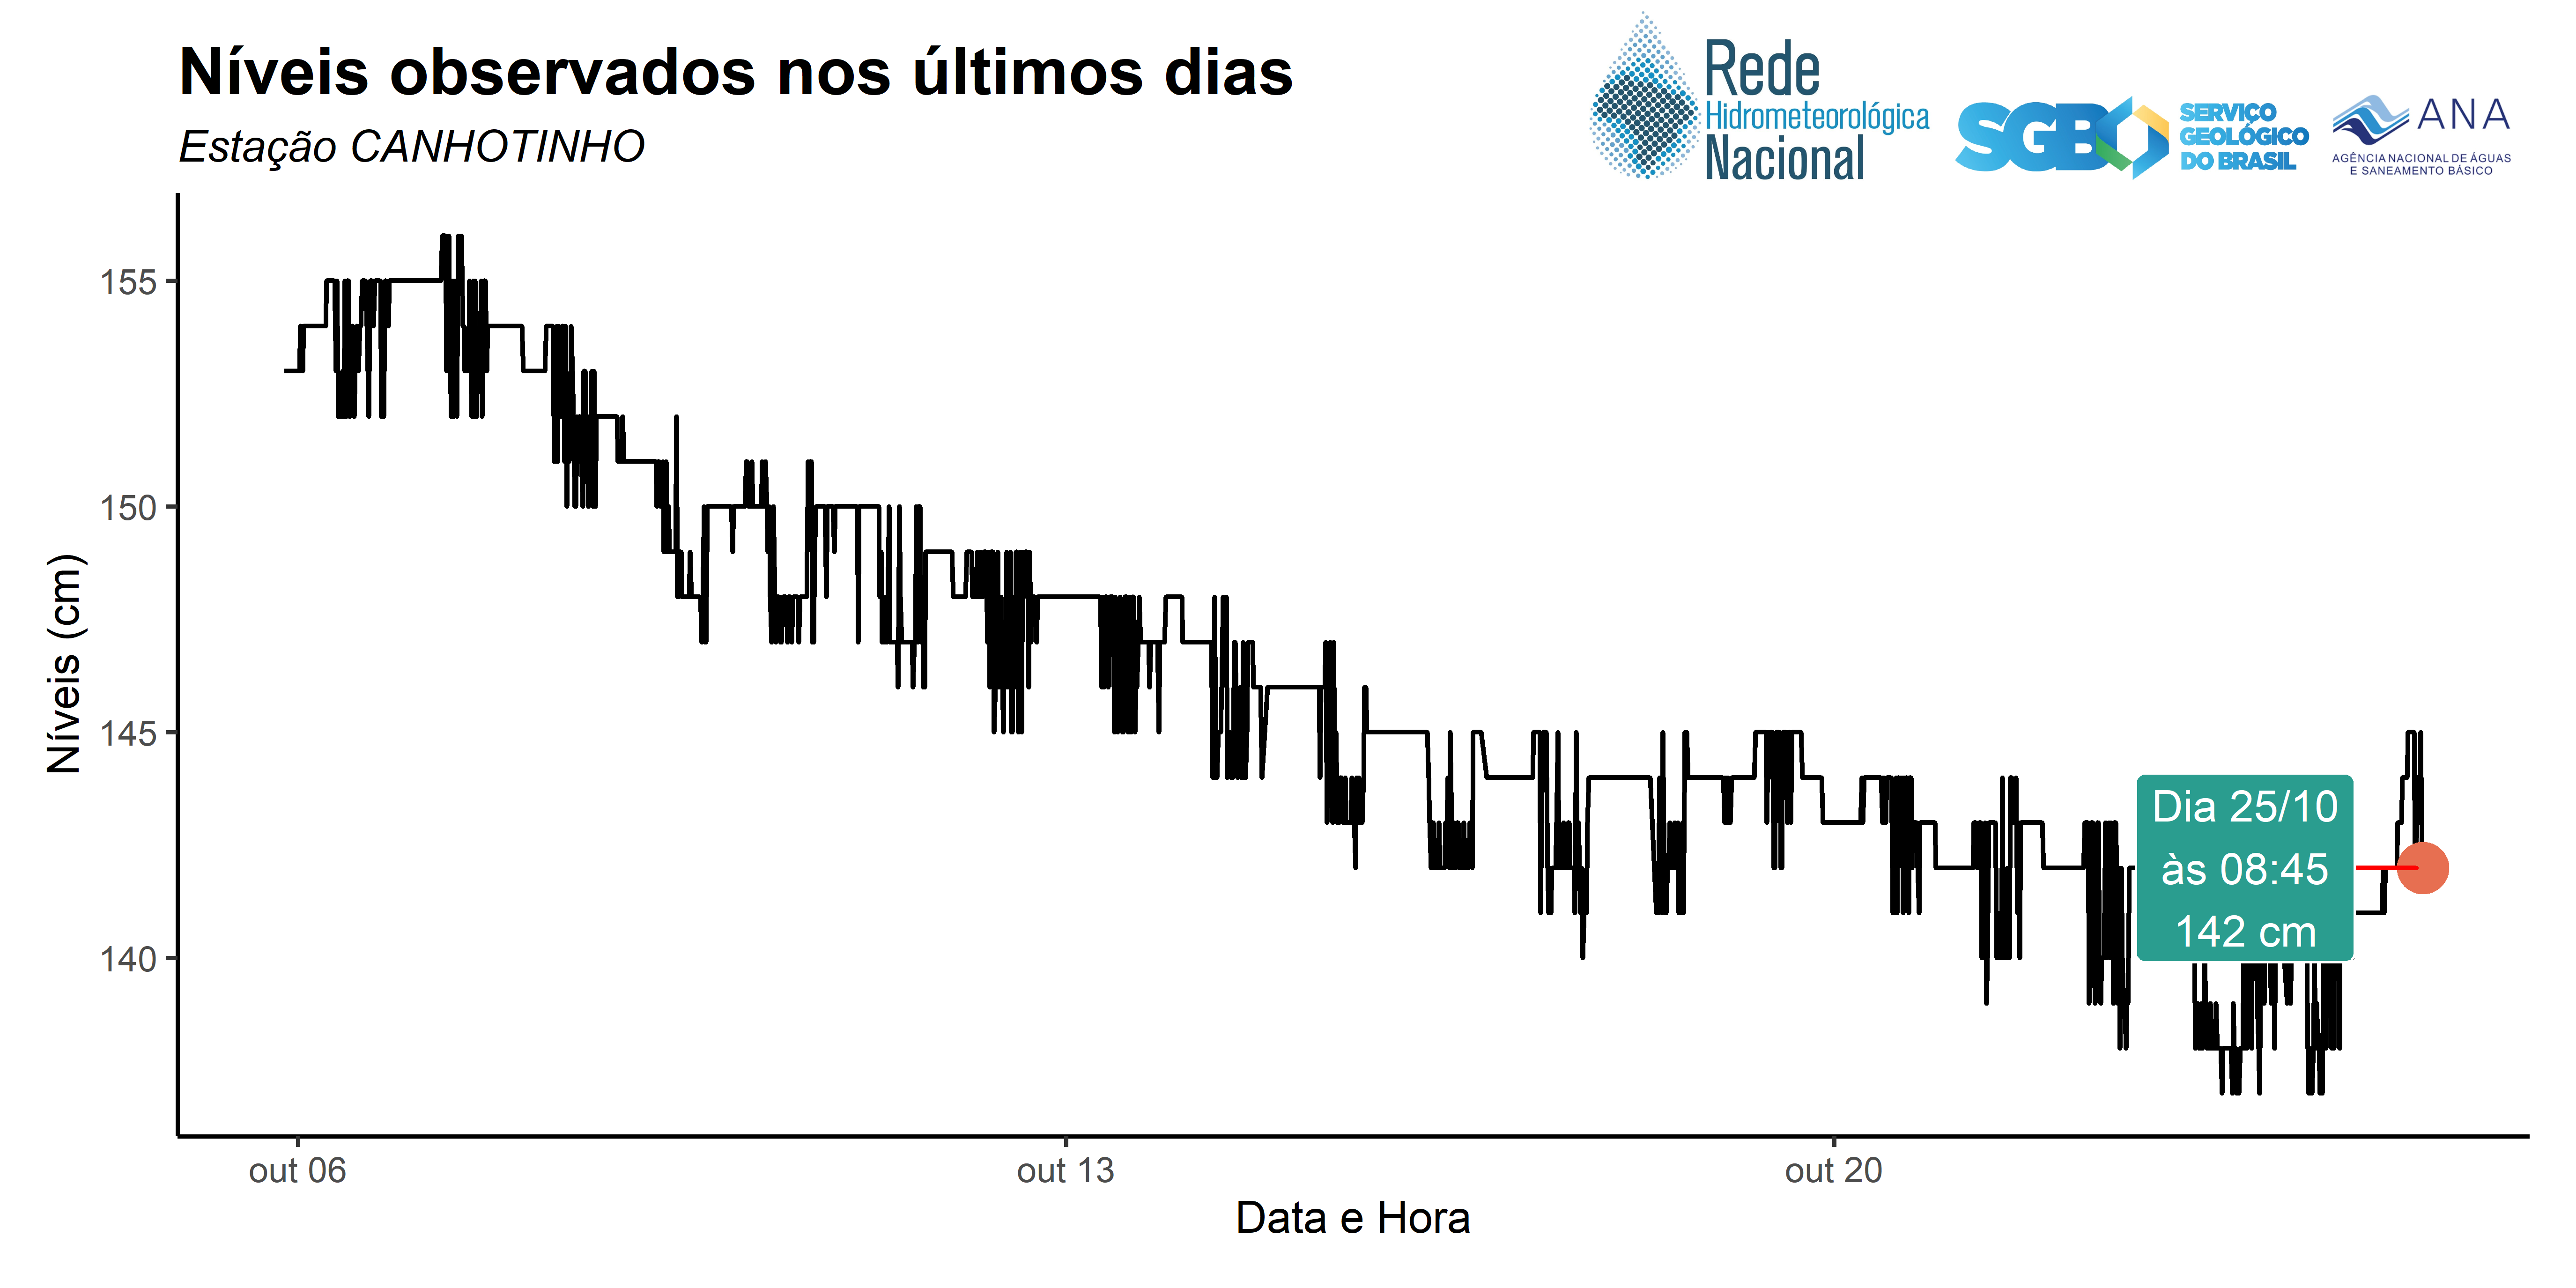 Níveis observados nos últimos dias
Estação CANHOTINHO
Rede
Hidrometeorológica
Nacional
SGB
SERVIÇO
GEOLÓGICO
DO BRASIL
ANA
AGÊNCIA NACIONAL DE ÁGUAS
E SANEAMENTO BÁSICO
Níveis (cm)
155
150
145
140
Dia 25/10
às 08:45
142 cm
out 06
out 13
out 20
Data e Hora